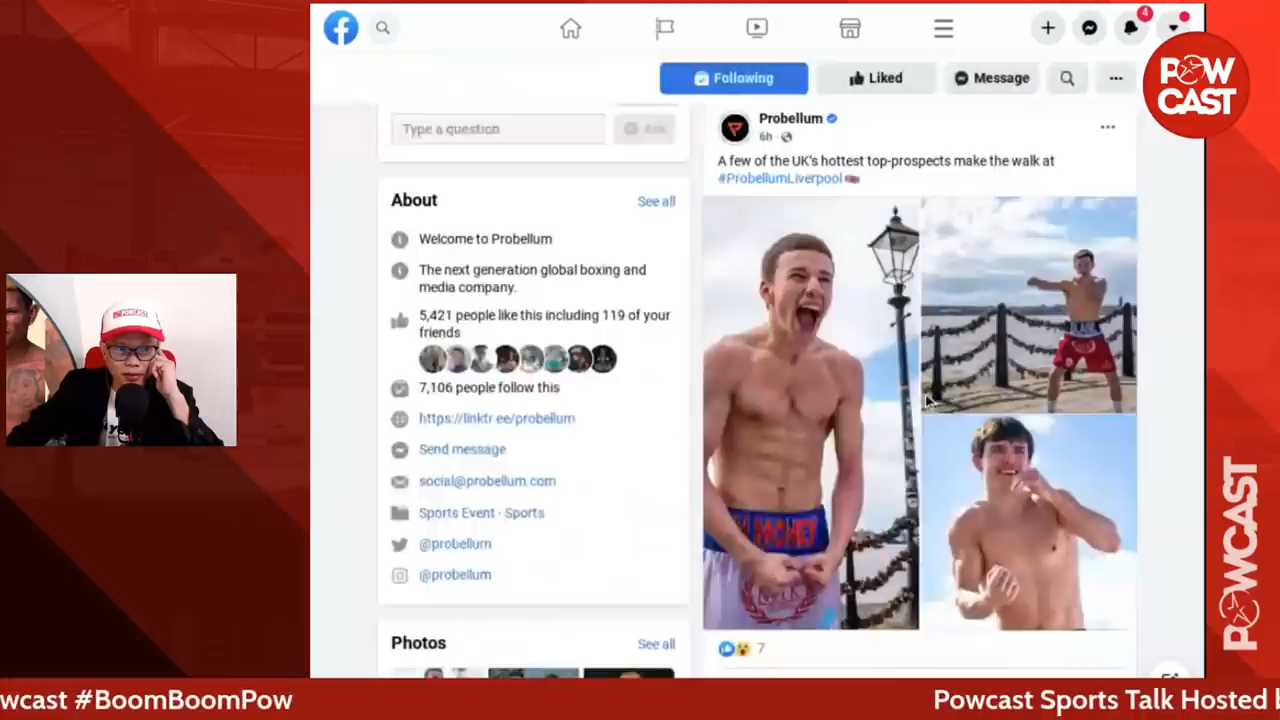 4
Following
Liked
Message
POW
CAST
Type a question
Ask
About
See all
Welcome to Probellum
The next generation global boxing and
media company.
5,421 people like this including 119 of your
friends
7,106 people follow this
https://linktr.ee/probellum
Send message
social@probellum.com
Sports Event · Sports
@probellum
@probellum
Photos
See all
Probellum
6h
A few of the UK's hottest top-prospects make the walk at
#ProbellumLiverpool
7
POWCAST
POWCAST
owcast #BoomBoomPow
Powcast Sports Talk Hosted b